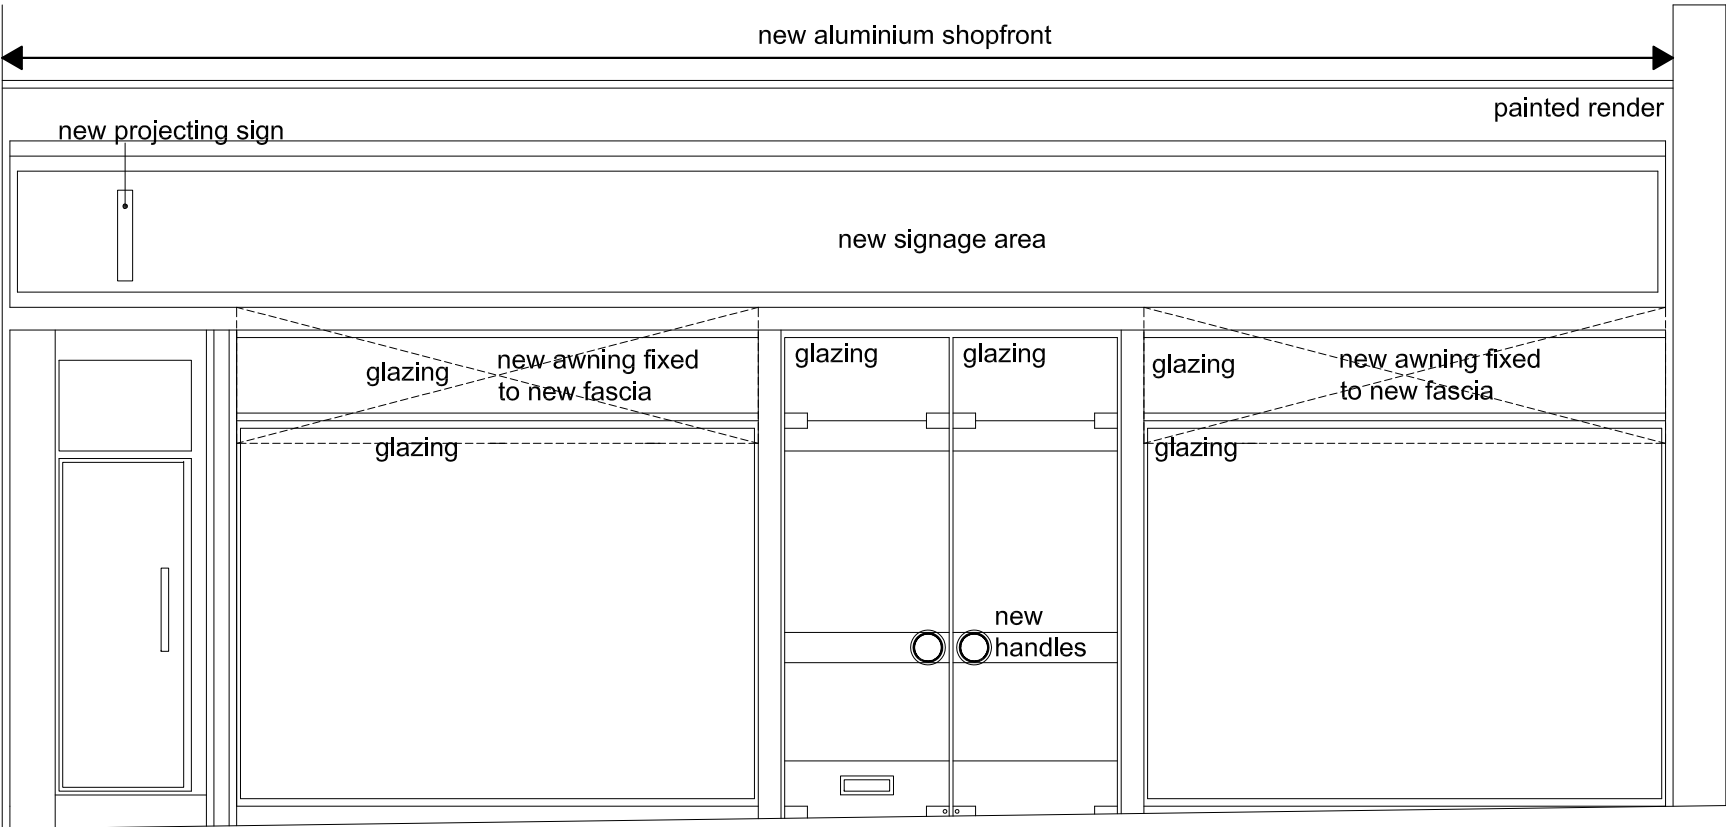 new aluminium shopfront
painted render
new projecting sign
new signage area
glazing
new awning fixed
to new fascia
glazing
glazing
glazing
new awning fixed
to new fascia
glazing
glazing
new
handles